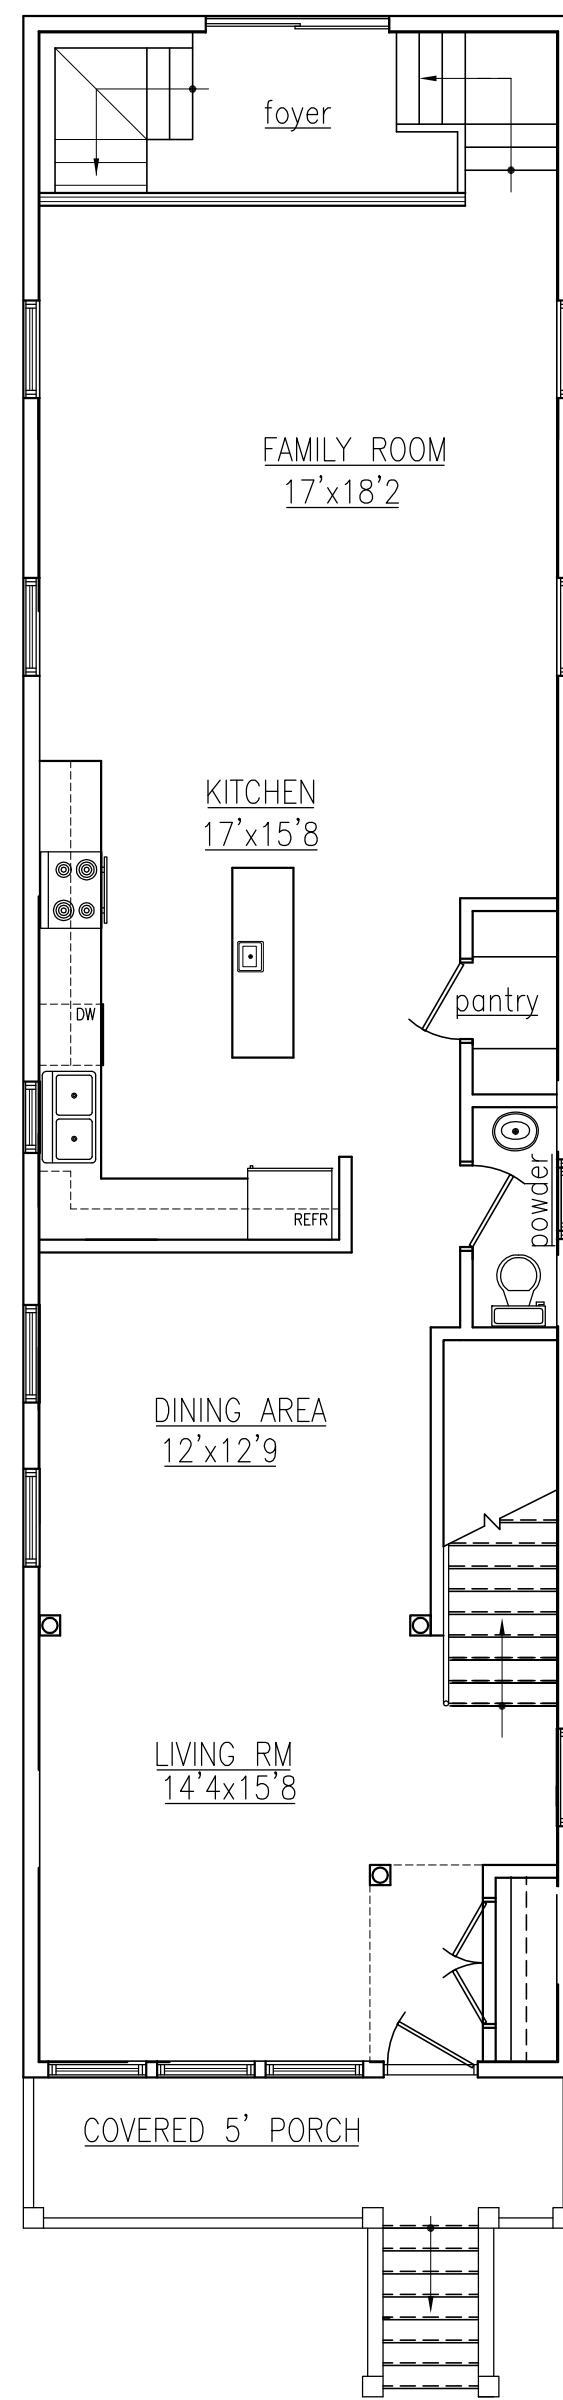 foyer
FAMILY ROOM
17'x18'2
KITCHEN
17'x15'8
pantry
DW
powder
REFR
DINING AREA
12'x12'9
LIVING RM
14'4x15'8
COVERED 5' PORCH